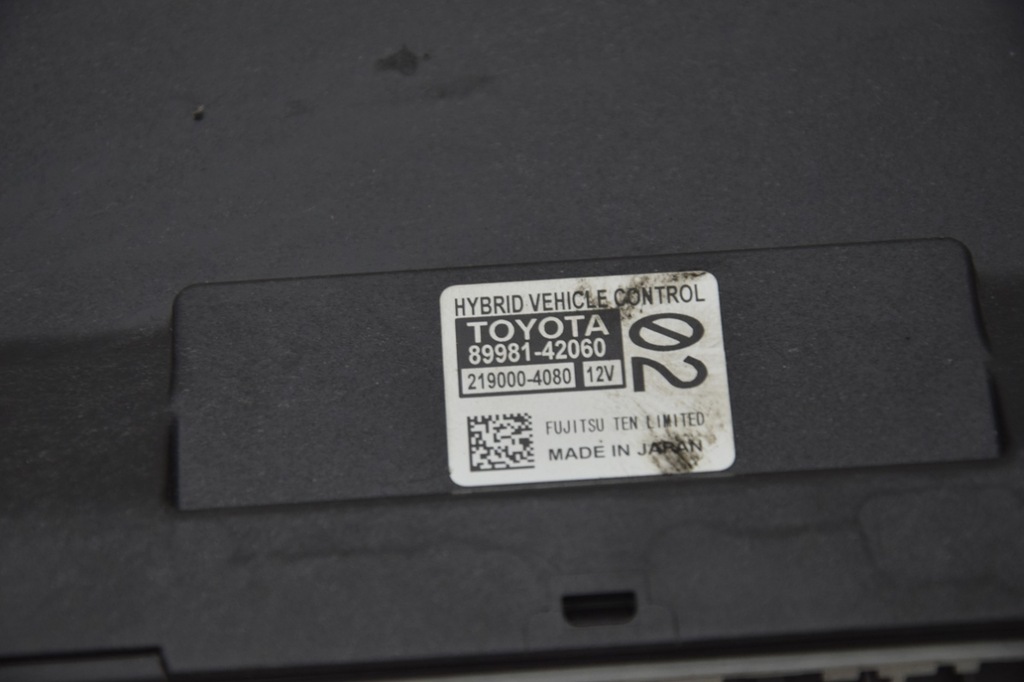 HYBRID VEHICLE CONTROL
TOYOTA
89981-42060
219000-4080 12V
02
FUJITSU TEN LIMITED
MADE IN JAPAN